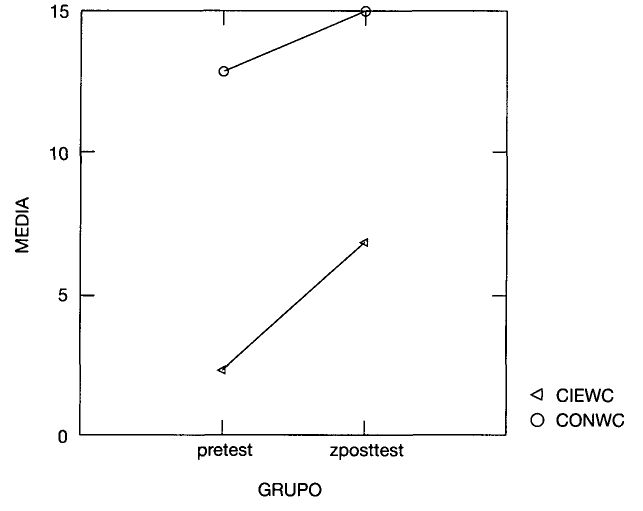 15
10
MEDIA
5
0
pretest zposttest
GRUPO
CIEWC
CONWC